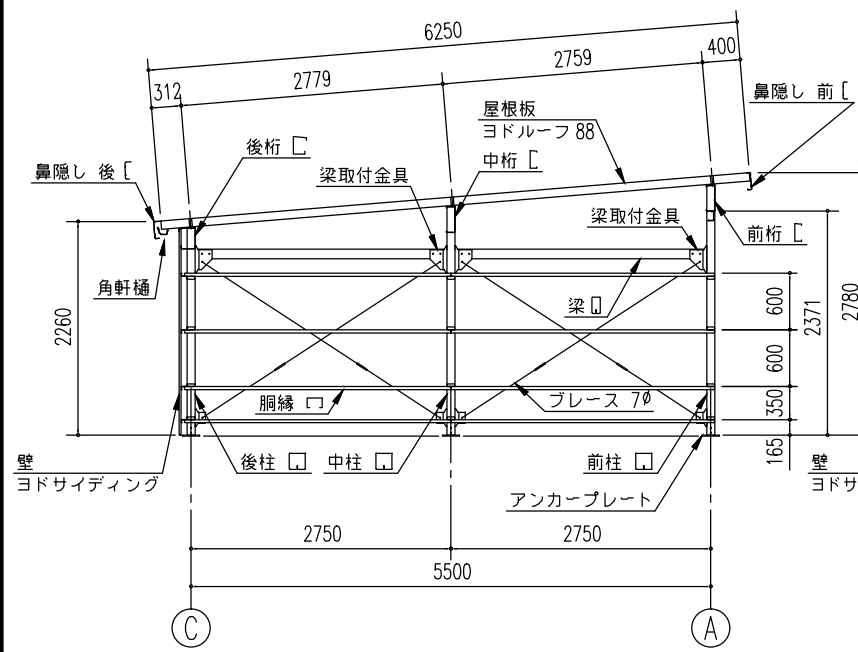 6250
312
2779
2759
400
鼻隠し 前
屋根板
ヨドルーフ 88
後桁
中桁
鼻隠し 後
梁取付金具
梁取付金具
前桁
角軒樋
梁
2260
600
600
350
165
2371
2780
胴縁
ブレース 7φ
壁
ヨドサイディング
後柱
中柱
前柱
壁
ヨドサ
アンカープレート
2750
2750
5500
C
A